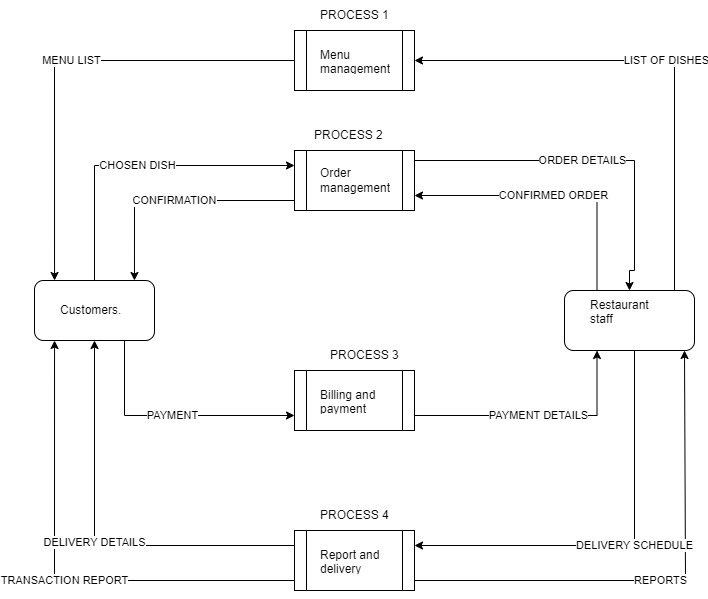 PROCESS 1
MENU LIST
Menu
management
LIST OF DISHES
PROCESS 2
CHOSEN DISH
Order
management
ORDER DETAILS
CONFIRMATION
CONFIRMED ORDER
Customers.
Restaurant
staff
PROCESS 3
Billing and
payment
PAYMENT
PAYMENT DETAILS
PROCESS 4
DELIVERY DETAILS
Report and
delivery
DELIVERY SCHEDULE
TRANSACTION REPORT
REPORTS